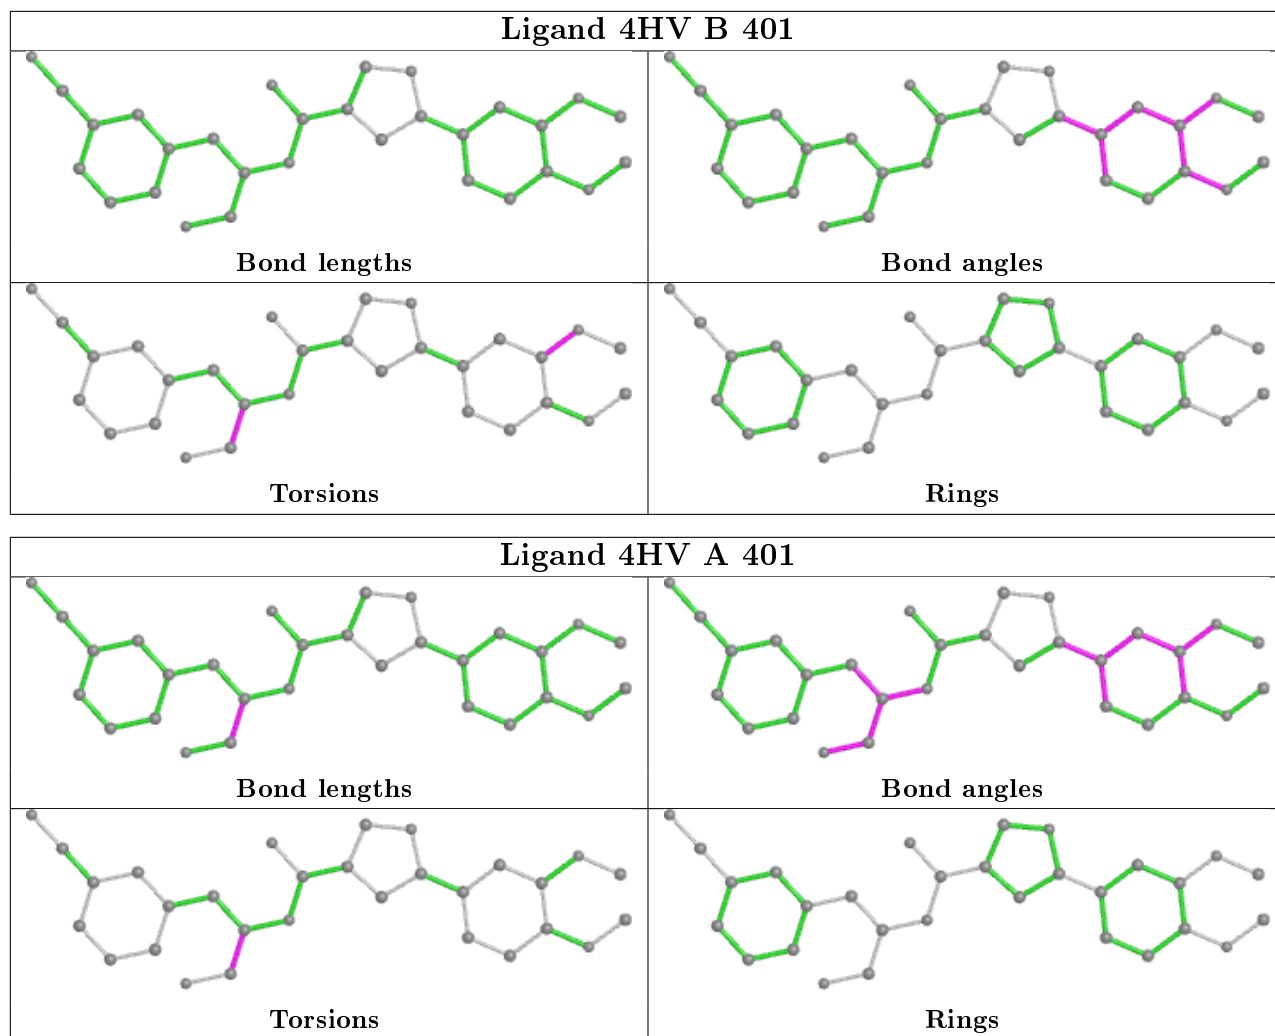 Ligand 4HV B 401
Bond lengths
Bond angles
Torsions
Rings
Ligand 4HV A 401
Bond lengths
Bond angles
Torsions
Rings